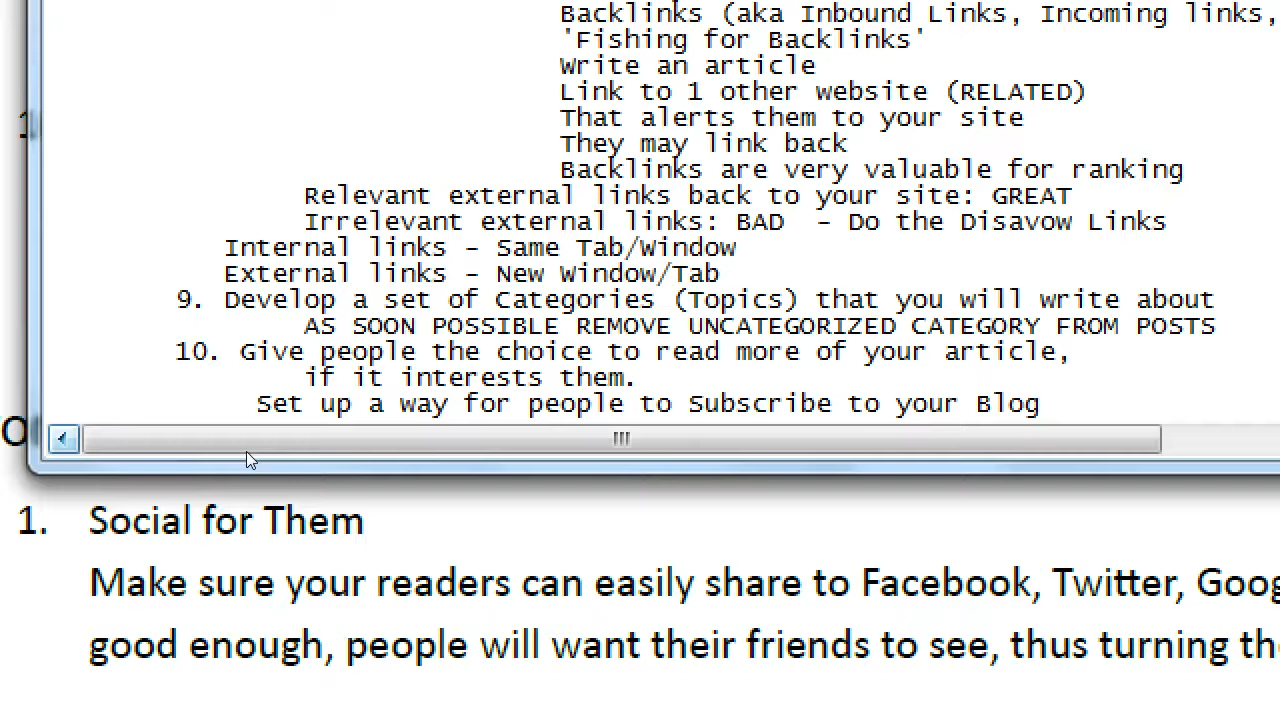 Backlinks (aka Inbound Links, Incoming links,
'Fishing for Backlinks'
Write an article
Link to 1 other website (RELATED)
That alerts them to your site
They may link back
Backlinks are very valuable for ranking
Relevant external links back to your site: GREAT
Irrelevant external links: BAD – Do the Disavow Links
Internal links – Same Tab/Window
External links – New Window/Tab
9. Develop a set of Categories (Topics) that you will write about
AS SOON POSSIBLE REMOVE UNCATEGORIZED CATEGORY FROM POSTS
10. Give people the choice to read more of your article,
if it interests them.
Set up a way for people to Subscribe to your Blog
1. Social for Them
Make sure your readers can easily share to Facebook, Twitter,
good enough, people will want their friends to see, thus turning